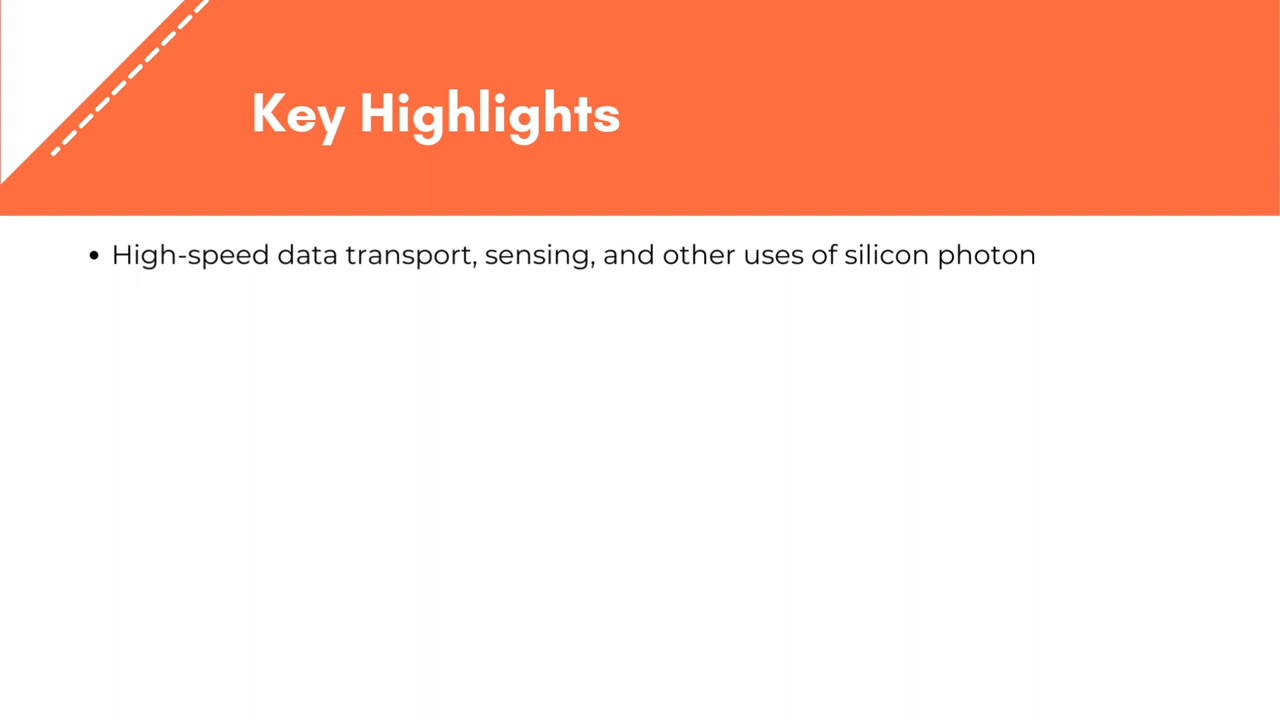 Key Highlights
• High-speed data transport, sensing, and other uses of silicon photon